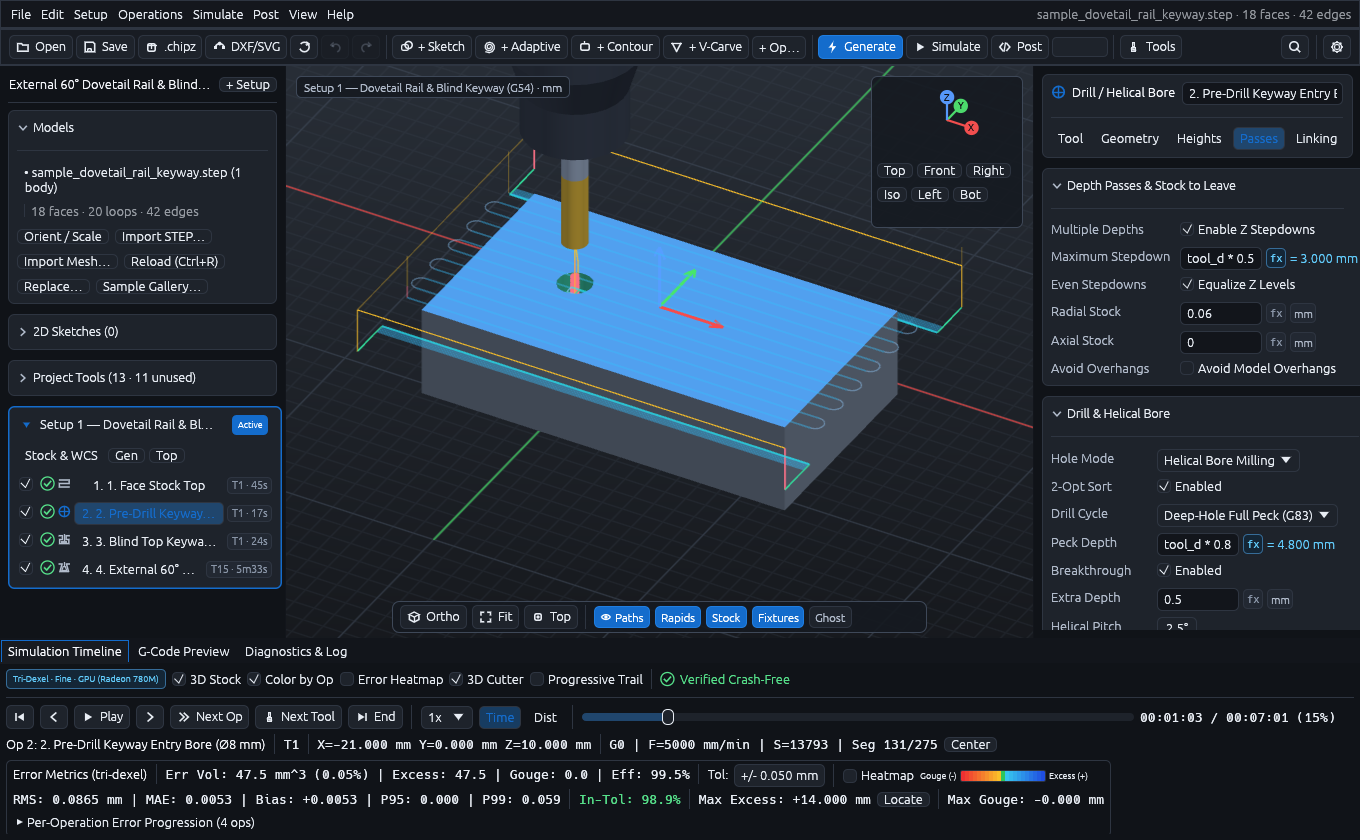 File Edit Setup Operations Simulate Post View Help
sample_dovetail_rail_keyway.step · 18 faces · 42 edges
Open Save .chipz DXF/SVG + Sketch + Adaptive + Contour + V-Carve + Op... Generate Simulate Post Tools
External 60° Dovetail Rail & Blind... + Setup
Models
• sample_dovetail_rail_keyway.step (1
body)
18 faces · 20 loops · 42 edges
Orient / Scale Import STEP...
Import Mesh... Reload (Ctrl+R)
Replace... Sample Gallery...
2D Sketches (0)
Project Tools (13 · 11 unused)
Setup 1 — Dovetail Rail & Bl... Active
Stock & WCS Gen Top
1. 1. Face Stock Top T1 · 45s
2. 2. Pre-Drill Keyway... T1 · 17s
3. 3. Blind Top Keywa... T1 · 24s
4. 4. External 60° ... T15 · 5m33s
Setup 1 — Dovetail Rail & Blind Keyway (G54) · mm
Z
Y
X
Top Front Right
Iso Left Bot
Ortho Fit Top Paths Rapids Stock Fixtures Ghost
Drill / Helical Bore 2. Pre-Drill Keyway Entry
Tool Geometry Heights Passes Linking
Depth Passes & Stock to Leave
Multiple Depths Enable Z Stepdowns
Maximum Stepdown tool_d * 0.5 fx = 3.000 mm
Even Stepdowns Equalize Z Levels
Radial Stock 0.06 fx mm
Axial Stock 0 fx mm
Avoid Overhangs Avoid Model Overhangs
Drill & Helical Bore
Hole Mode Helical Bore Milling
2-Opt Sort Enabled
Drill Cycle Deep-Hole Full Peck (G83)
Peck Depth tool_d * 0.8 fx = 4.800 mm
Breakthrough Enabled
Extra Depth 0.5 fx mm
Helical Pitch 2.5°
Simulation Timeline G-Code Preview Diagnostics & Log
Tri-Dexel · Fine · GPU (Radeon 780M) 3D Stock Color by Op Error Heatmap 3D Cutter Progressive Trail Verified Crash-Free
Play Next Op Next Tool End 1x Time Dist 00:01:03 / 00:07:01 (15%)
Op 2: 2. Pre-Drill Keyway Entry Bore (Ø8 mm) T1 X=-21.000 mm Y=0.000 mm Z=10.000 mm G0 | F=5000 mm/min | S=13793 | Seg 131/275 Center
Error Metrics (tri-dexel) Err Vol: 47.5 mm^3 (0.05%) | Excess: 47.5 | Gouge: 0.0 | Eff: 99.5% Tol: +/- 0.050 mm Heatmap Gouge (-) Excess (+)
RMS: 0.0865 mm | MAE: 0.0053 | Bias: +0.0053 | P95: 0.000 | P99: 0.059 In-Tol: 98.9% Max Excess: +14.000 mm Locate Max Gouge: -0.000 mm
Per-Operation Error Progression (4 ops)